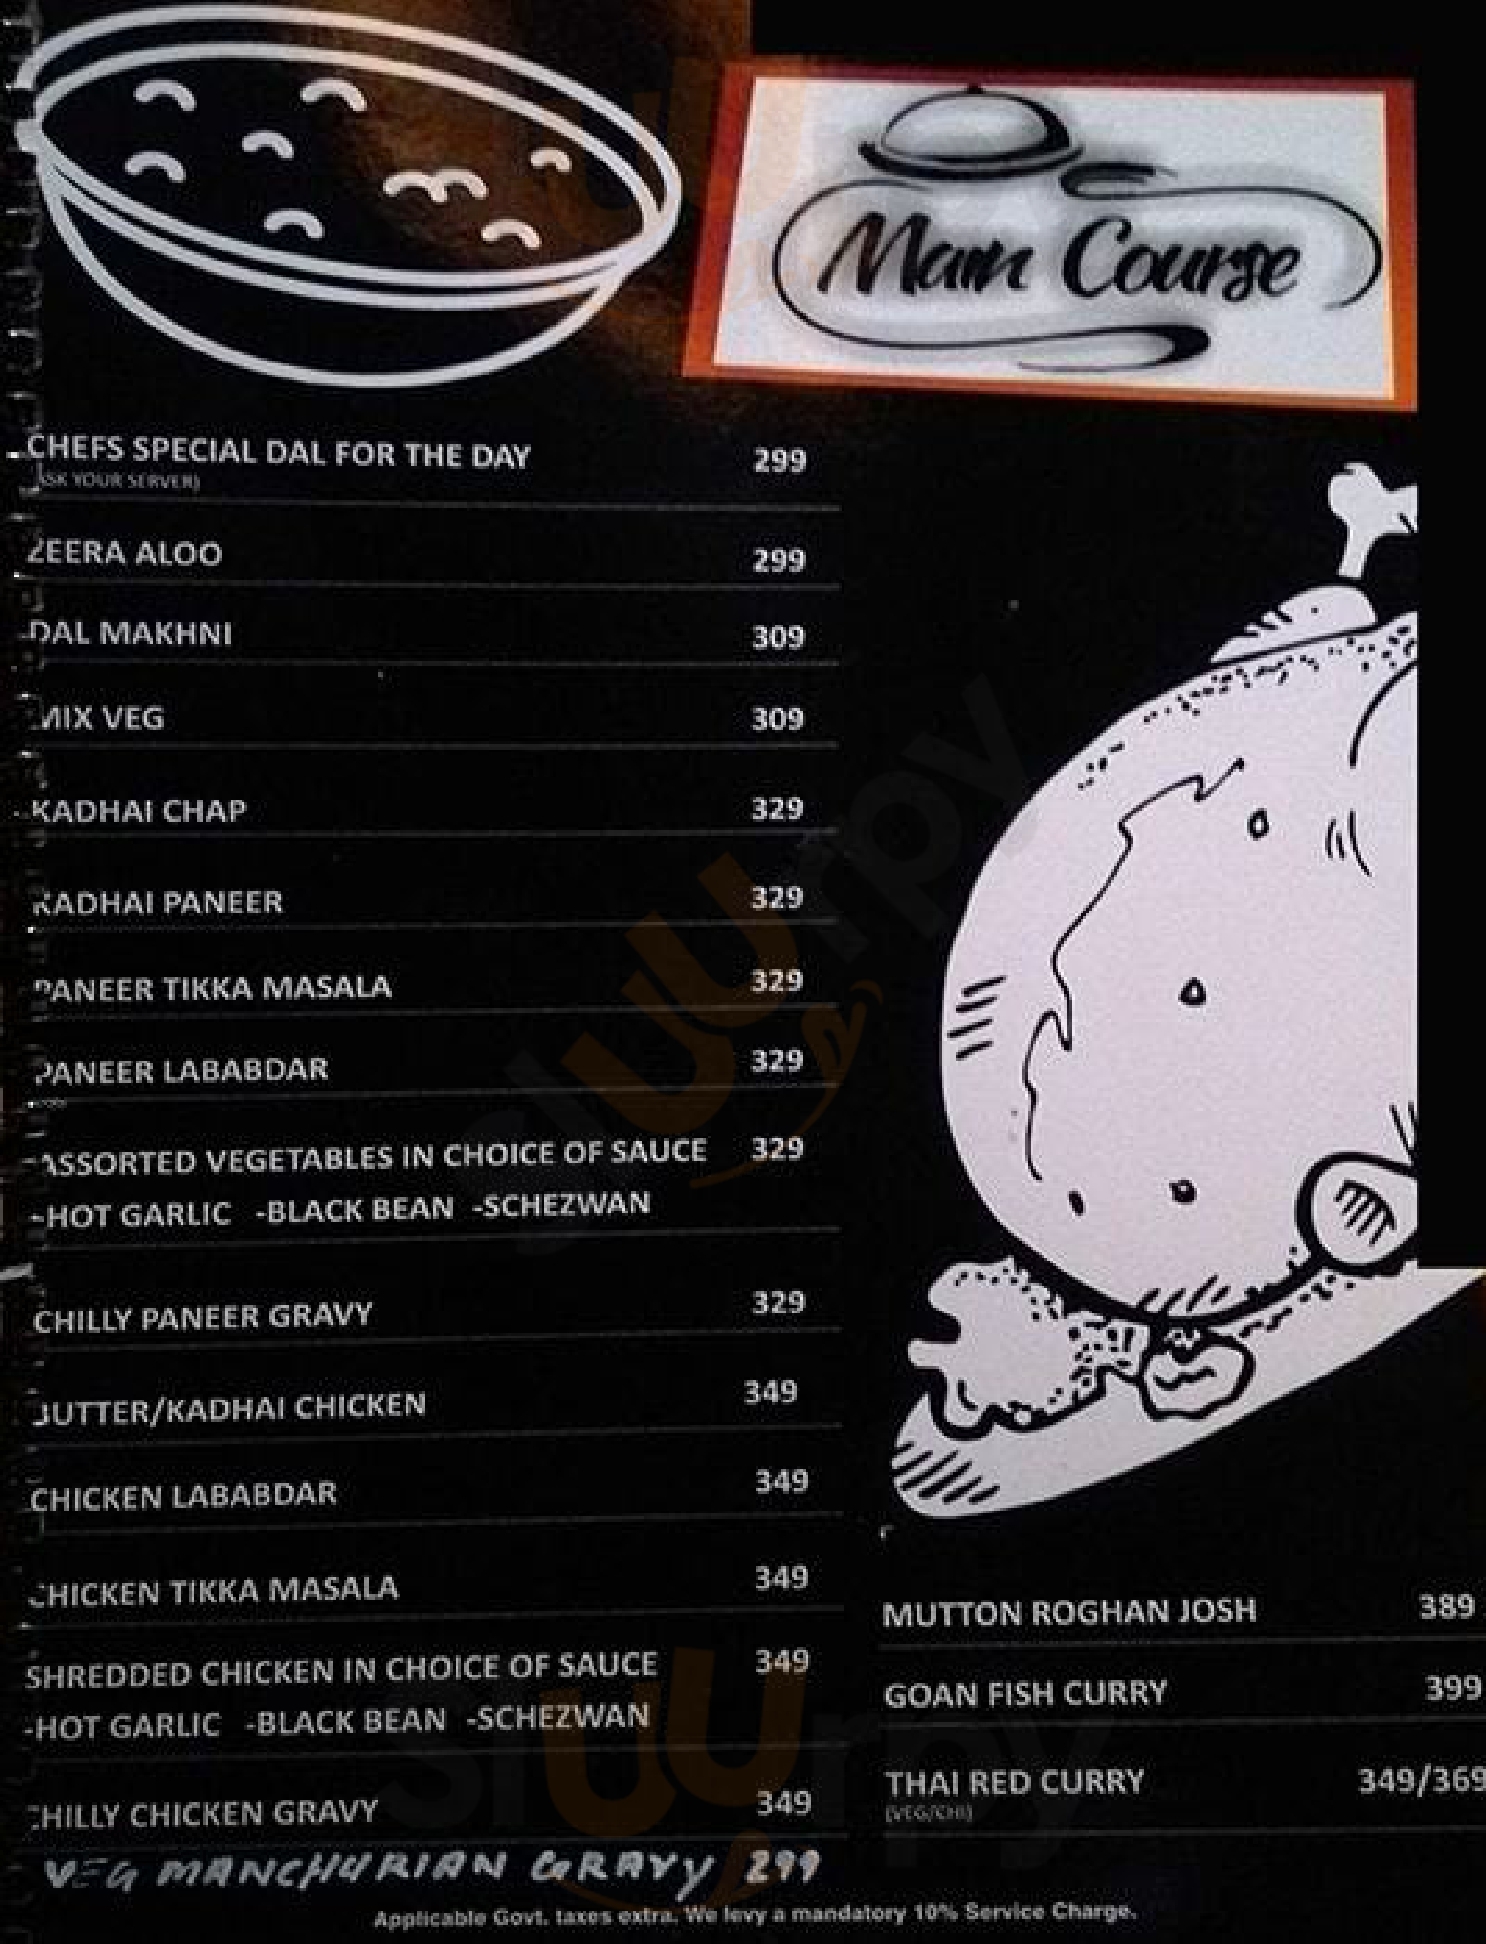 Main Course
CHEFS SPECIAL DAL FOR THE DAY 299
(ASK YOUR SERVER)
ZEERA ALOO 299
DAL MAKHNI 309
MIX VEG 309
KADHAI CHAP 329
KADHAI PANEER 329
PANEER TIKKA MASALA 329
PANEER LABABDAR 329
ASSORTED VEGETABLES IN CHOICE OF SAUCE 329
-HOT GARLIC -BLACK BEAN -SCHEZWAN
CHILLY PANEER GRAVY 329
BUTTER/KADHAI CHICKEN 349
CHICKEN LABABDAR 349
CHICKEN TIKKA MASALA 349
SHREDDED CHICKEN IN CHOICE OF SAUCE 349
-HOT GARLIC -BLACK BEAN -SCHEZWAN
CHILLY CHICKEN GRAVY 349
VEG MANCHURIAN GRAVY 299
MUTTON ROGHAN JOSH 389
GOAN FISH CURRY 399
THAI RED CURRY 349/369
(VEG/CHI)
Applicable Govt. taxes extra. We levy a mandatory 10% Service Charge.
sluurpy
sluurpy